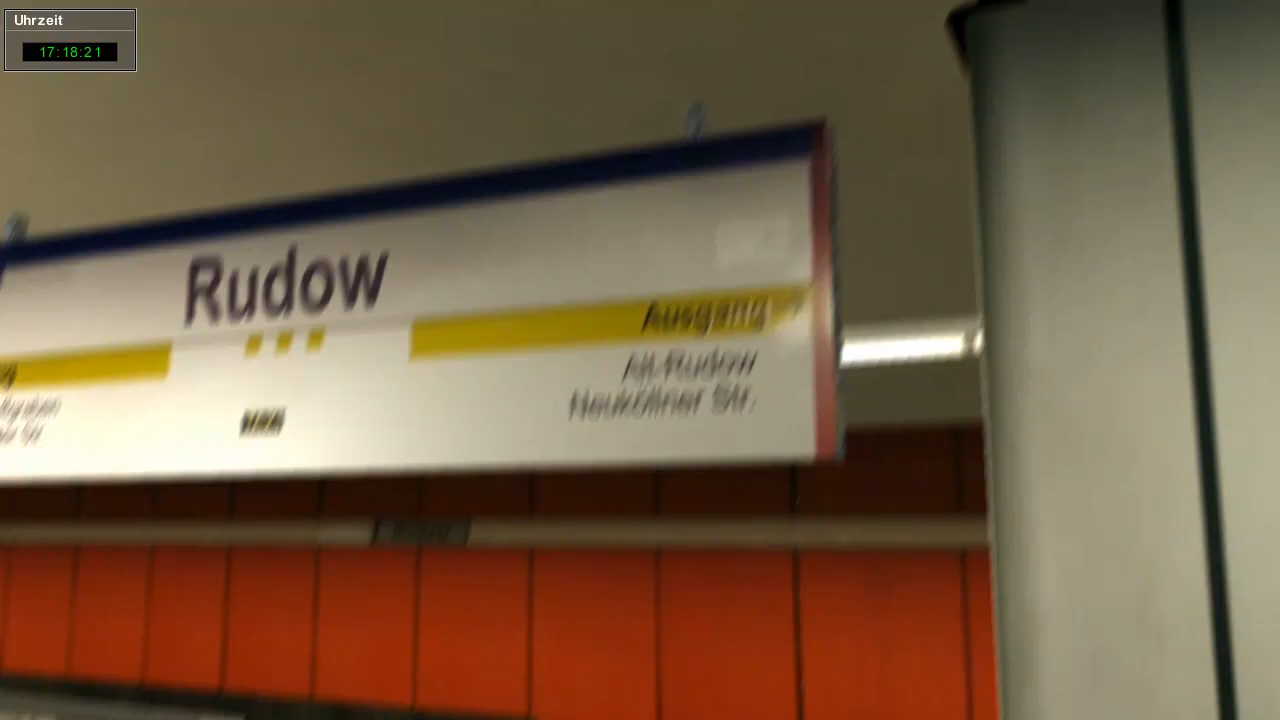 Uhrzeit
17:18:21
Rudow
Ausgang
Alt-Rudow
Neuköllner Str.